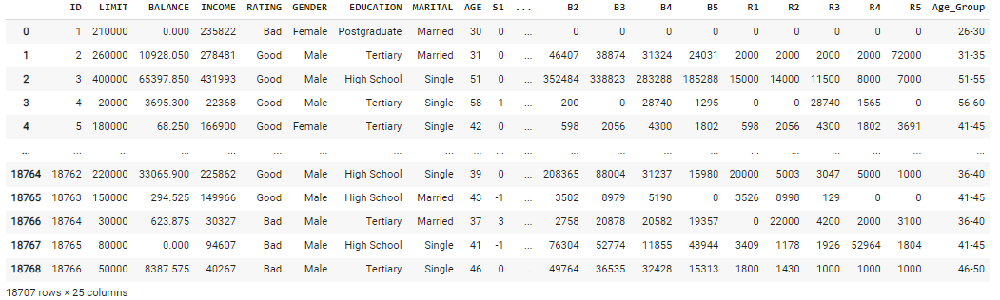 ID LIMIT BALANCE INCOME RATING GENDER EDUCATION MARITAL AGE S1 ... B2 B3 B4 B5 R1 R2 R3 R4 R5 Age_Group
0 1 210000 0.000 235822 Bad Female Postgraduate Married 30 0 ... 0 0 0 0 0 0 0 0 0 26-30
1 2 260000 10928.050 278481 Good Male Tertiary Married 31 0 ... 46407 38874 31324 24031 2000 2000 2000 2000 72000 31-35
2 3 400000 65397.850 431993 Good Male High School Single 51 0 ... 352484 338823 283288 185288 15000 14000 11500 8000 7000 51-55
3 4 20000 3695.300 22368 Good Male Tertiary Single 58 -1 ... 200 0 28740 1295 0 0 28740 1565 0 56-60
4 5 180000 68.250 166900 Good Female Tertiary Single 42 0 ... 598 2056 4300 1802 598 2056 4300 1802 3691 41-45
... ... ... ... ... ... ... ... ... ... ... ... ... ... ... ... ... ... ... ... ... ...
18764 18762 220000 33065.900 225862 Good Male High School Single 39 0 ... 208365 88004 31237 15980 20000 5003 3047 5000 1000 36-40
18765 18763 150000 294.525 149966 Good Male High School Married 43 -1 ... 3502 8979 5190 0 3526 8998 129 0 0 41-45
18766 18764 30000 623.875 30327 Bad Male Tertiary Married 37 3 ... 2758 20878 20582 19357 0 22000 4200 2000 3100 36-40
18767 18765 80000 0.000 94607 Bad Male High School Single 41 -1 ... 76304 52774 11855 48944 3409 1178 1926 52964 1804 41-45
18768 18766 50000 8387.575 40267 Bad Male Tertiary Single 46 0 ... 49764 36535 32428 15313 1800 1430 1000 1000 1000 46-50
18707 rows × 25 columns